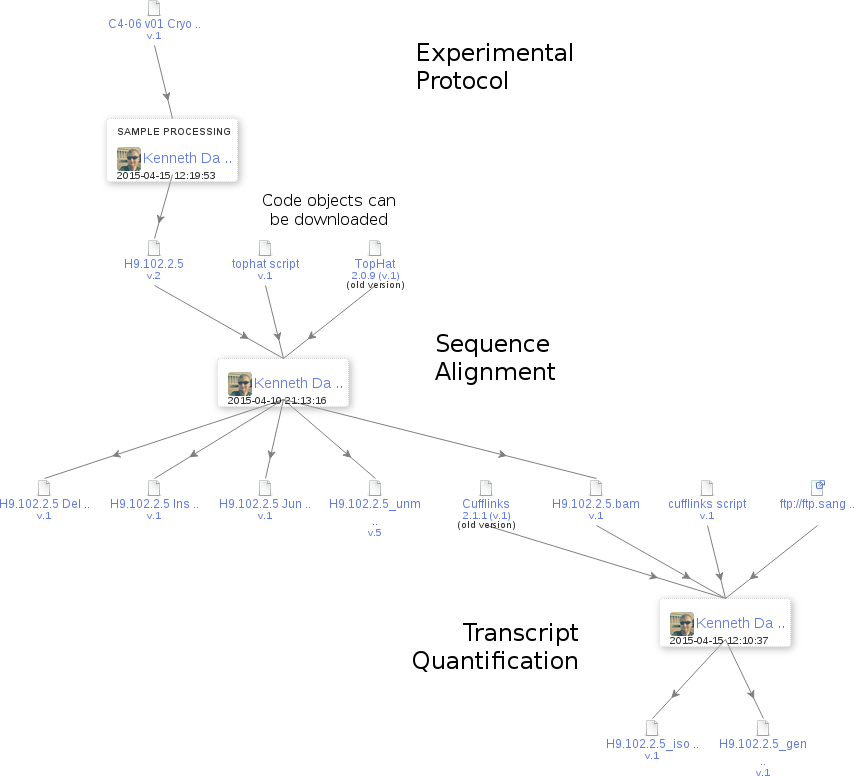 C4-06 v01 Cryo ..
v.1
Experimental
Protocol
SAMPLE PROCESSING
Kenneth Da ..
2015-04-15 12:19:53
Code objects can
be downloaded
H9.102.2.5
v.2
tophat script
v.1
TopHat
2.0.9 (v.1)
(old version)
Sequence
Alignment
Kenneth Da ..
2015-04-10 21:13:16
H9.102.2.5 Del ..
v.1
H9.102.2.5 Ins ..
v.1
H9.102.2.5 Jun ..
v.1
H9.102.2.5_unm
..
v.5
Cufflinks
2.1.1 (v.1)
(old version)
H9.102.2.5.bam
v.1
cufflinks script
v.1
ftp://ftp.sang ..
Transcript
Quantification
Kenneth Da ..
2015-04-15 12:10:37
H9.102.2.5_iso ..
v.1
H9.102.2.5_gen
..
v.1